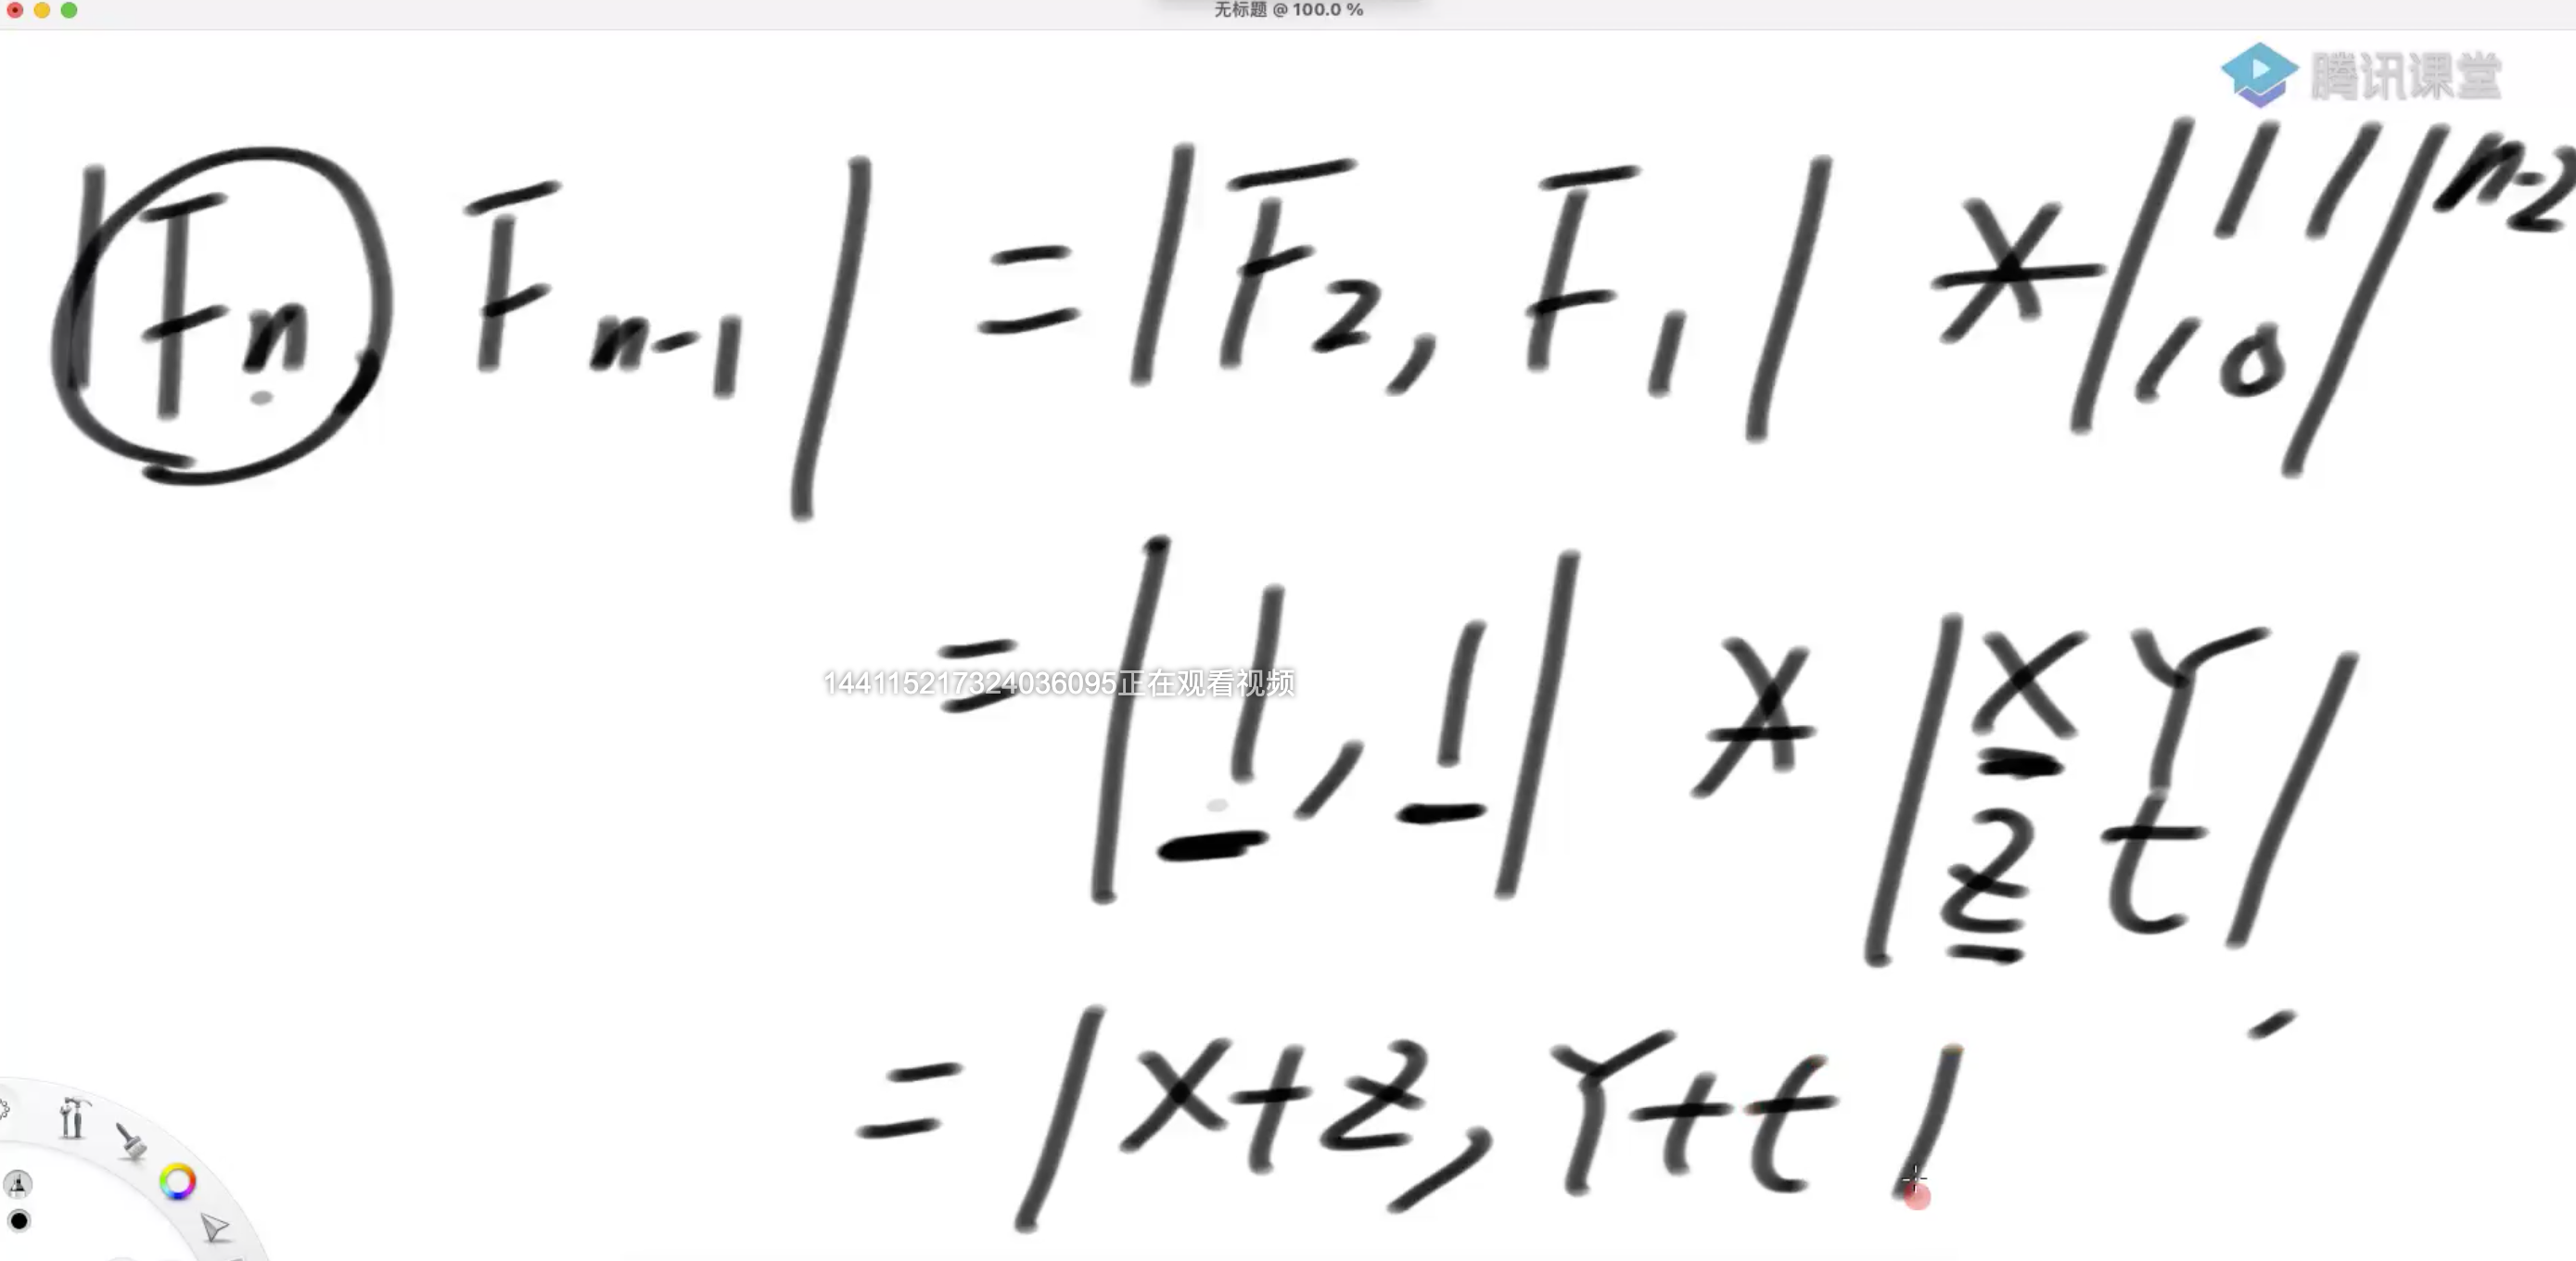 无标题 @ 100.0 %
腾讯课堂
|Fn Fn-1| = |F2, F1| * |1 1 / 1 0|^n-2
= |1, 1| * |X Y / Z t|
144115217324036095正在观看视频
= |X+Z, Y+t|